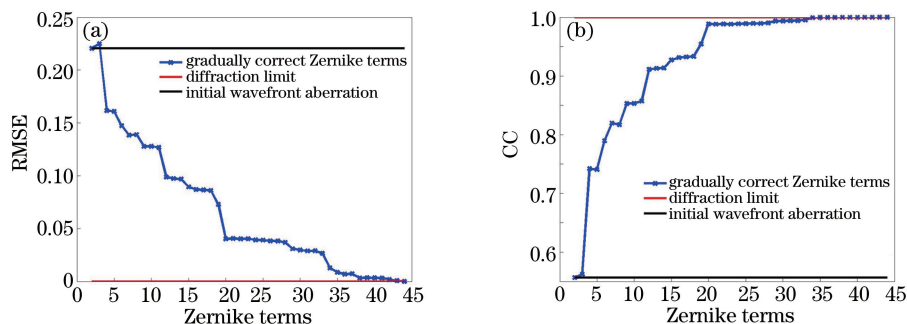 (a)
RMSE
0.25
0.20
0.15
0.10
0.05
0
gradually correct Zernike terms
diffraction limit
initial wavefront aberration
0 5 10 15 20 25 30 35 40 45
Zernike terms
(b)
CC
1.0
0.9
0.8
0.7
0.6
gradually correct Zernike terms
diffraction limit
initial wavefront aberration
0 5 10 15 20 25 30 35 40 45
Zernike terms